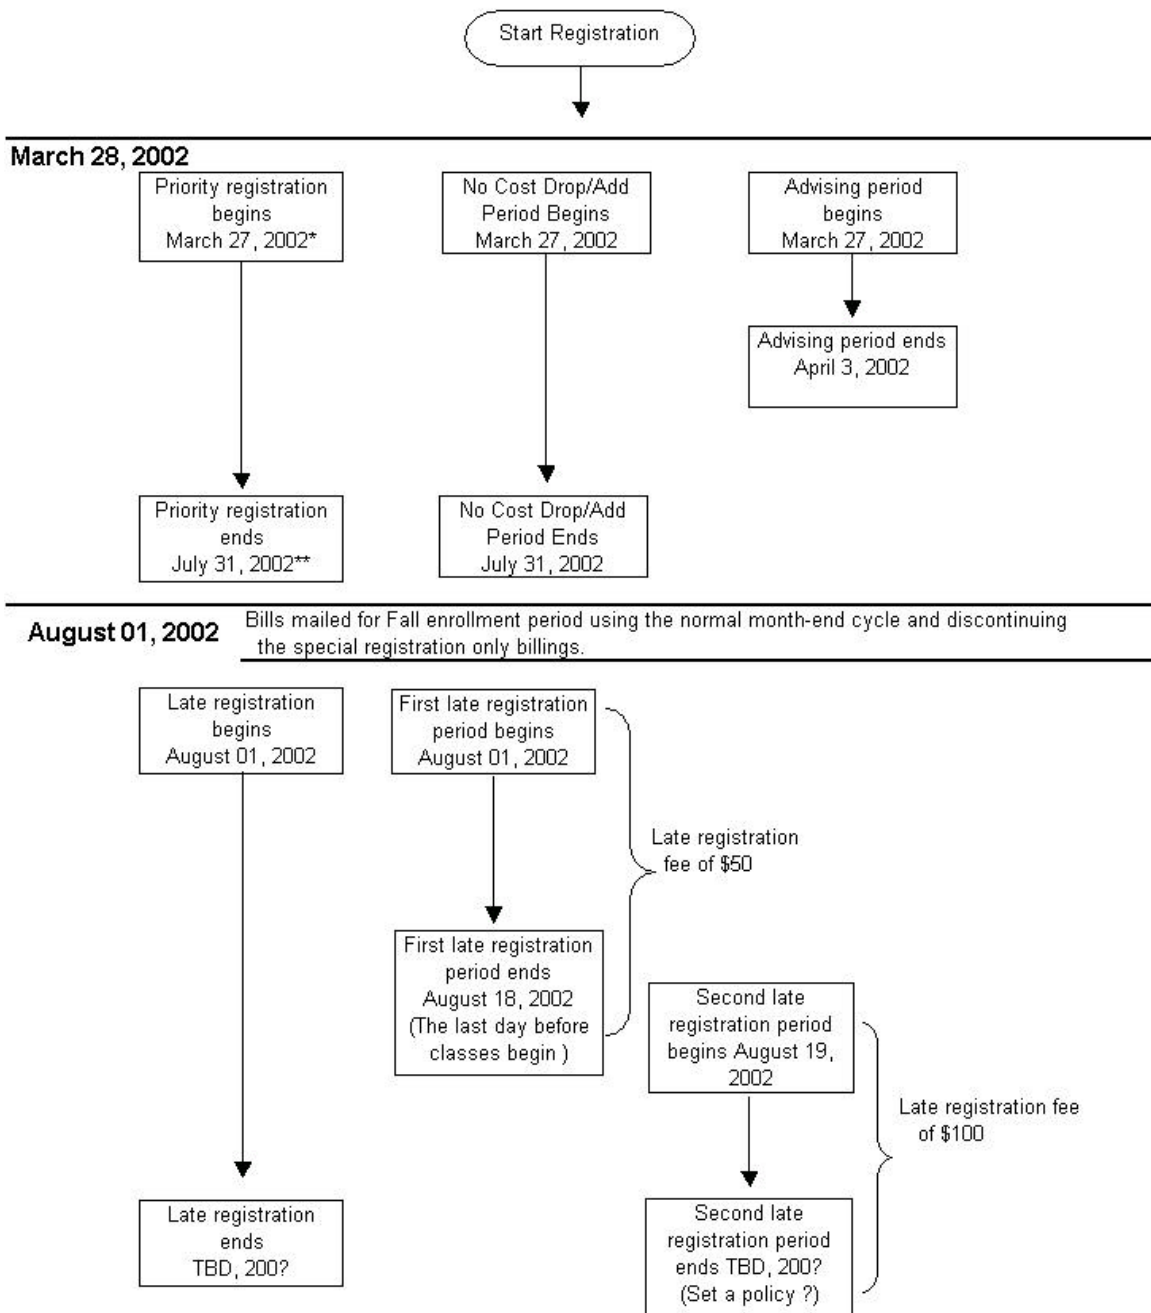 Start Registration
March 28, 2002
Priority registration
begins
March 27, 2002*
No Cost Drop/Add
Period Begins
March 27, 2002
Advising period
begins
March 27, 2002
Advising period ends
April 3, 2002
Priority registration
ends
July 31, 2002**
No Cost Drop/Add
Period Ends
July 31, 2002
August 01, 2002
Bills mailed for Fall enrollment period using the normal month-end cycle and discontinuing
the special registration only billings.
Late registration
begins
August 01, 2002
First late registration
period begins
August 01, 2002
Late registration
fee of $50
First late registration
period ends
August 18, 2002
(The last day before
classes begin )
Second late
registration period
begins August 19,
2002
Late registration fee
of $100
Late registration
ends
TBD, 200?
Second late
registration period
ends TBD, 200?
(Set a policy ?)